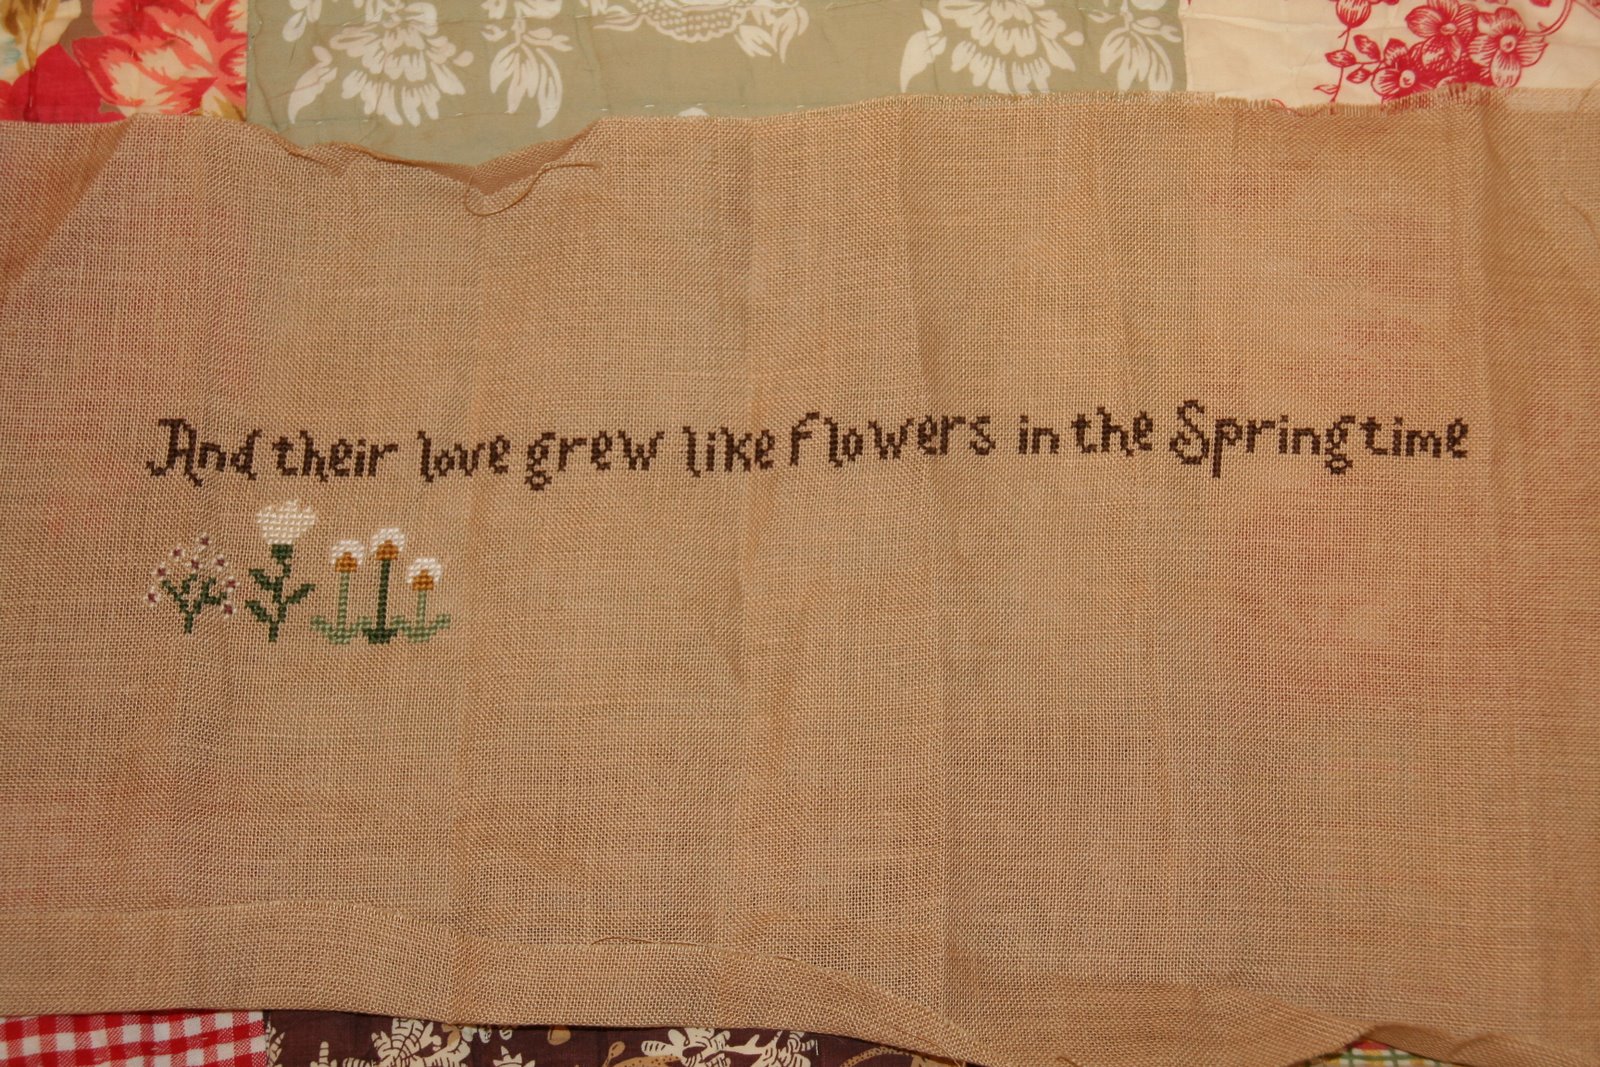 And their love grew like flowers in the Springtime